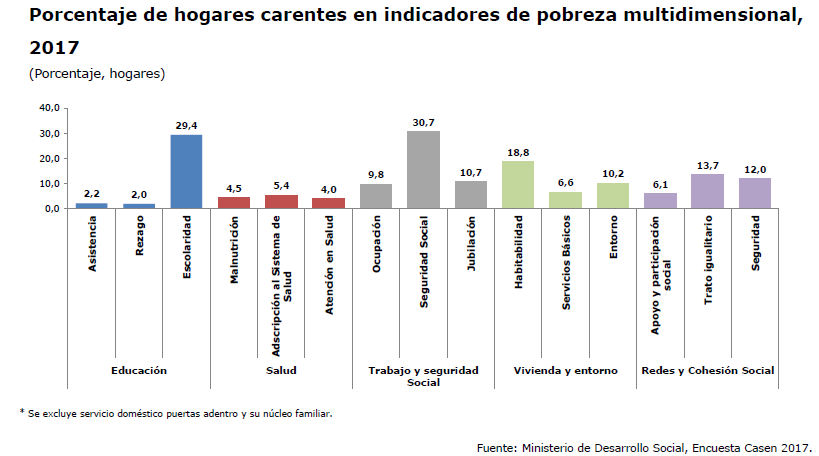 Porcentaje de hogares carentes en indicadores de pobreza multidimensional,
2017
(Porcentaje, hogares)
40,0
30,0
20,0
10,0
0,0
2,2
2,0
29,4
4,5
5,4
4,0
9,8
30,7
10,7
18,8
6,6
10,2
6,1
13,7
12,0
Asistencia
Rezago
Escolaridad
Malnutrición
Adscripción al Sistema de
Salud
Atención en Salud
Ocupación
Seguridad Social
Jubilación
Habitabilidad
Servicios Básicos
Entorno
Apoyo y participación
social
Trato igualitario
Seguridad
Educación
Salud
Trabajo y seguridad
Social
Vivienda y entorno
Redes y Cohesión Social
* Se excluye servicio doméstico puertas adentro y su núcleo familiar.
Fuente: Ministerio de Desarrollo Social, Encuesta Casen 2017.